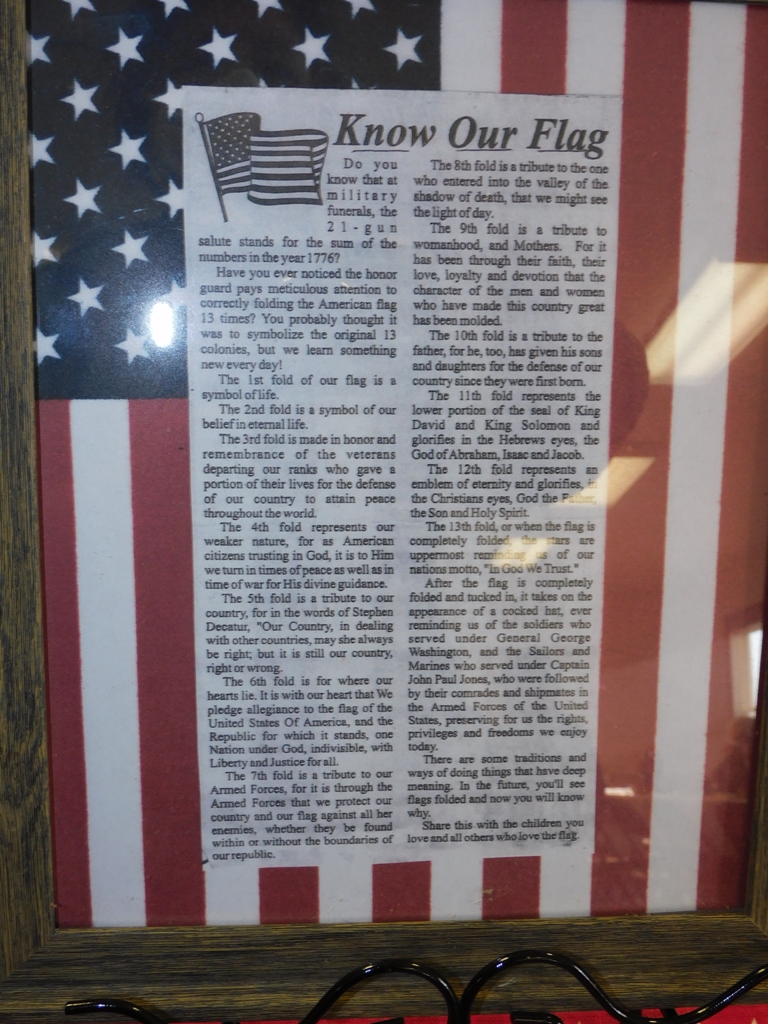 Know Our Flag
Do you
know that at
military
funerals, the
21-gun
salute stands for the sum of the
numbers in the year 1776?
Have you ever noticed the honor
guard pays meticulous attention to
correctly folding the American flag
13 times? You probably thought it
was to symbolize the original 13
colonies, but we learn something
new every day!
The 1st fold of our flag is a
symbol of life.
The 2nd fold is a symbol of our
belief in eternal life.
The 3rd fold is made in honor and
remembrance of the veterans
departing our ranks who gave a
portion of their lives for the defense
of our country to attain peace
throughout the world.
The 4th fold represents our
weaker nature, for as American
citizens trusting in God, it is to Him
we turn in times of peace as well as in
time of war for His divine guidance.
The 5th fold is a tribute to our
country, for in the words of Stephen
Decatur, "Our Country, in dealing
with other countries, may she always
be right; but it is still our country,
right or wrong.
The 6th fold is for where our
hearts lie. It is with our heart that We
pledge allegiance to the flag of the
United States Of America, and the
Republic for which it stands, one
Nation under God, indivisible, with
Liberty and Justice for all.
The 7th fold is a tribute to our
Armed Forces, for it is through the
Armed Forces that we protect our
country and our flag against all her
enemies, whether they be found
within or without the boundaries of
our republic.
The 8th fold is a tribute to the one
who entered into the valley of the
shadow of death, that we might see
the light of day.
The 9th fold is a tribute to
womanhood, and Mothers. For it
has been through their faith, their
love, loyalty and devotion that the
character of the men and women
who have made this country great
has been molded.
The 10th fold is a tribute to the
father, for he, too, has given his sons
and daughters for the defense of our
country since they were first born.
The 11th fold represents the
lower portion of the seal of King
David and King Solomon and
glorifies in the Hebrews eyes, the
God of Abraham, Isaac and Jacob.
The 12th fold represents an
emblem of eternity and glorifies, in
the Christians eyes, God the Father,
the Son and Holy Spirit.
The 13th fold, or when the flag is
completely folded, the stars are
uppermost reminding us of our
nations motto, "In God We Trust."
After the flag is completely
folded and tucked in, it takes on the
appearance of a cocked hat, ever
reminding us of the soldiers who
served under General George
Washington, and the Sailors and
Marines who served under Captain
John Paul Jones, who were followed
by their comrades and shipmates in
the Armed Forces of the United
States, preserving for us the rights,
privileges and freedoms we enjoy
today.
There are some traditions and
ways of doing things that have deep
meaning. In the future, you'll see
flags folded and now you will know
why.
Share this with the children you
love and all others who love the flag.